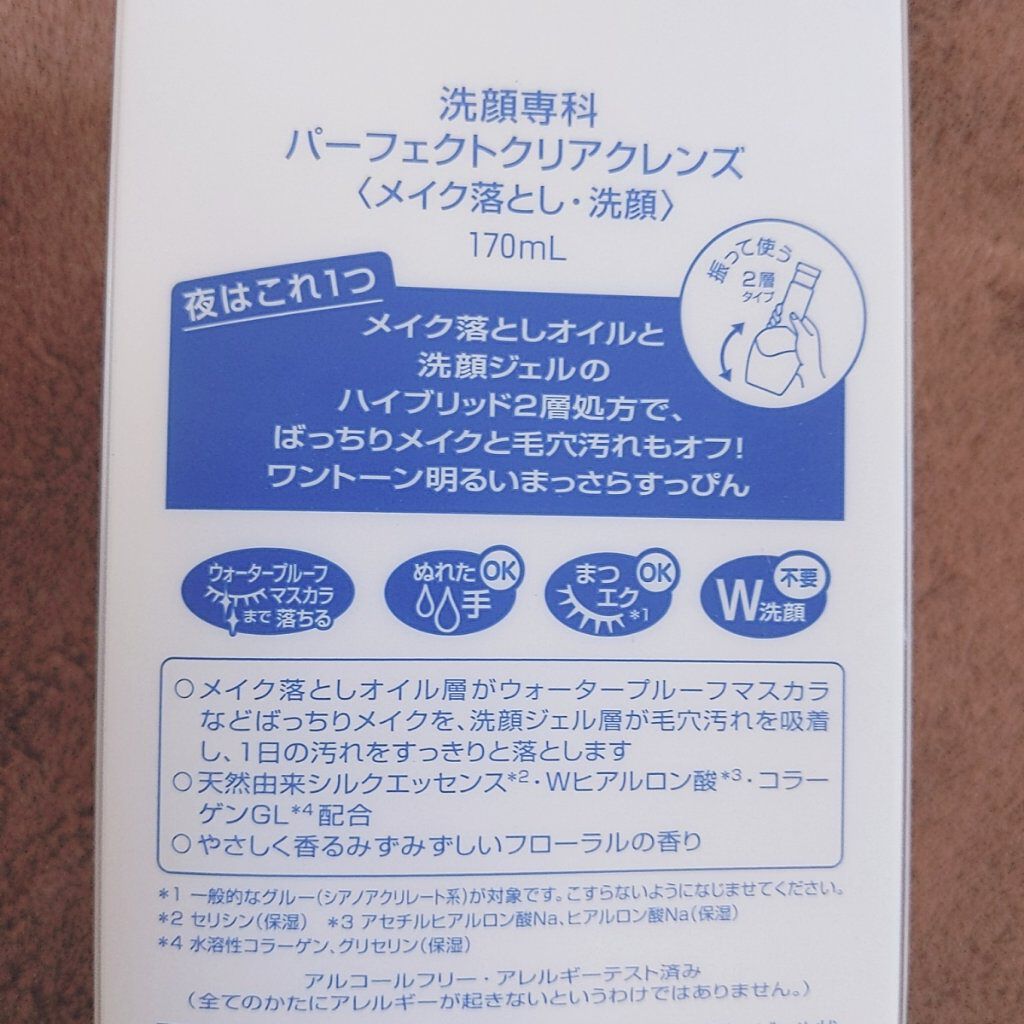 洗顔専科
パーフェクトクリアクレンズ
〈メイク落とし・洗顔〉
170mL
振って使う
2層
タイプ
夜はこれ1つ
メイク落としオイルと
洗顔ジェルの
ハイブリッド2層処方で、
ばっちりメイクと毛穴汚れもオフ!
ワントーン明るいまっさらすっぴん
ウォータープルーフ
マスカラ
まで落ちる
ぬれた
手
OK
まつ
エク*1
OK
W洗顔
不要
○メイク落としオイル層がウォータープルーフマスカラ
などばっちりメイクを、洗顔ジェル層が毛穴汚れを吸着
し、1日の汚れをすっきりと落とします
○天然由来シルクエッセンス*2・Wヒアルロン酸*3・コラー
ゲンGL*4配合
○やさしく香るみずみずしいフローラルの香り
*1 一般的なグルー(シアノアクリレート系)が対象です。こすらないようになじませてください。
*2 セリシン(保湿) *3 アセチルヒアルロン酸Na、ヒアルロン酸Na(保湿)
*4 水溶性コラーゲン、グリセリン(保湿)
アルコールフリー・アレルギーテスト済み
(全てのかたにアレルギーが起きないというわけではありません。)